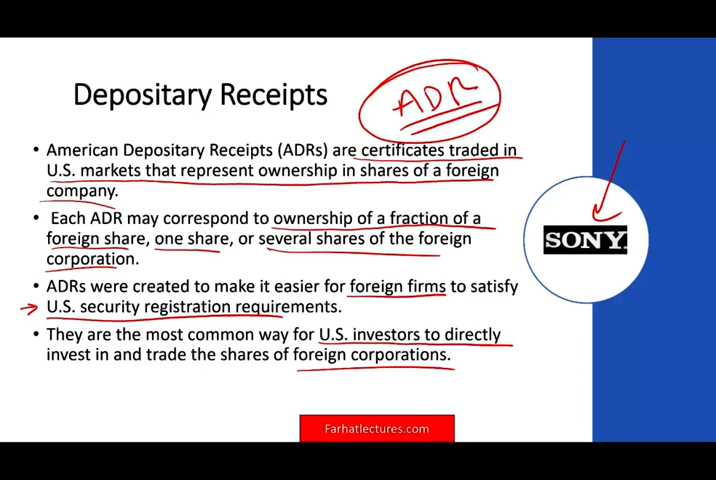 Depositary Receipts
ADR
• American Depositary Receipts (ADRs) are certificates traded in
U.S. markets that represent ownership in shares of a foreign
company.
• Each ADR may correspond to ownership of a fraction of a
foreign share, one share, or several shares of the foreign
corporation.
• ADRs were created to make it easier for foreign firms to satisfy
U.S. security registration requirements.
• They are the most common way for U.S. investors to directly
invest in and trade the shares of foreign corporations.
SONY
Farhatlectures.com